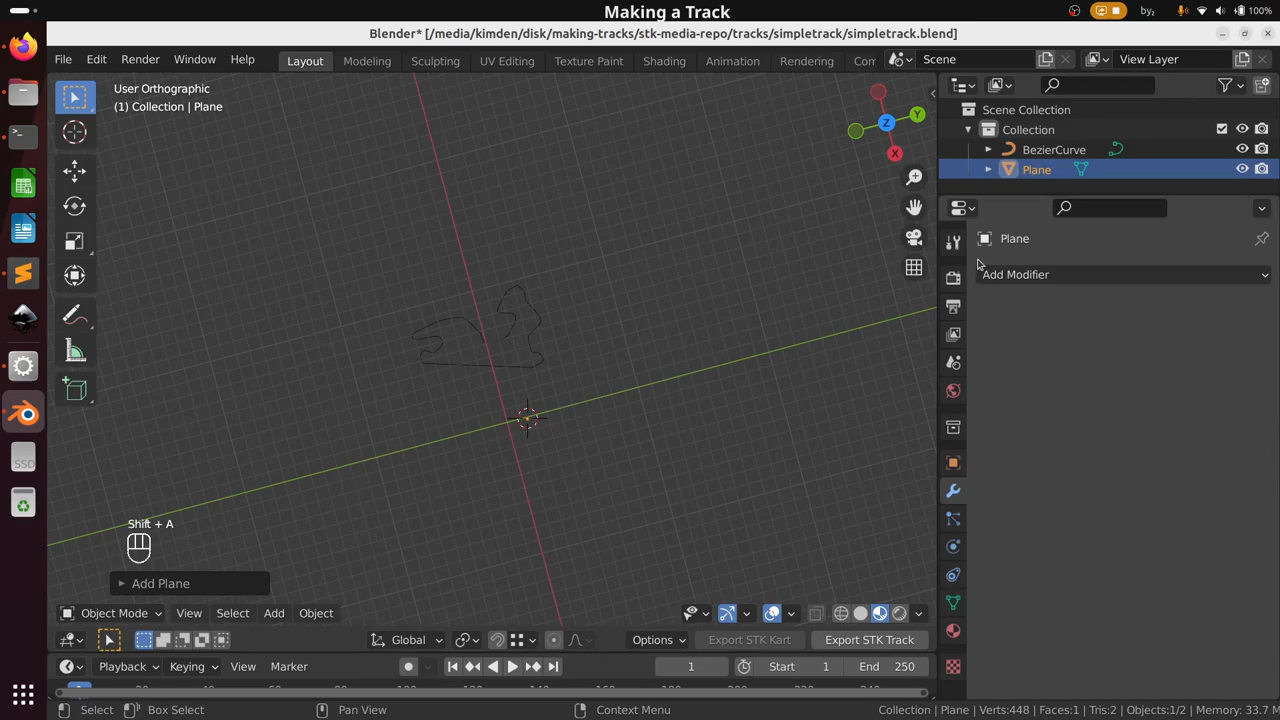 Making a Track
by₂
100%
Blender* [/media/kimden/disk/making-tracks/stk-media-repo/tracks/simpletrack/simpletrack.blend]
File Edit Render Window Help
Layout Modeling Sculpting UV Editing Texture Paint Shading Animation Rendering Com
Scene
View Layer
User Orthographic
(1) Collection | Plane
Y
Z
X
Scene Collection
Collection
BezierCurve
Plane
Plane
Add Modifier
SSD
Shift + A
Add Plane
Object Mode View Select Add Object
Global
Options
Export STK Kart
Export STK Track
Playback Keying View Marker
1
Start 1
End 250
Select Box Select Pan View Context Menu
Collection | Plane | Verts:448 | Faces:1 | Tris:2 | Objects:1/2 | Memory: 33.7 M